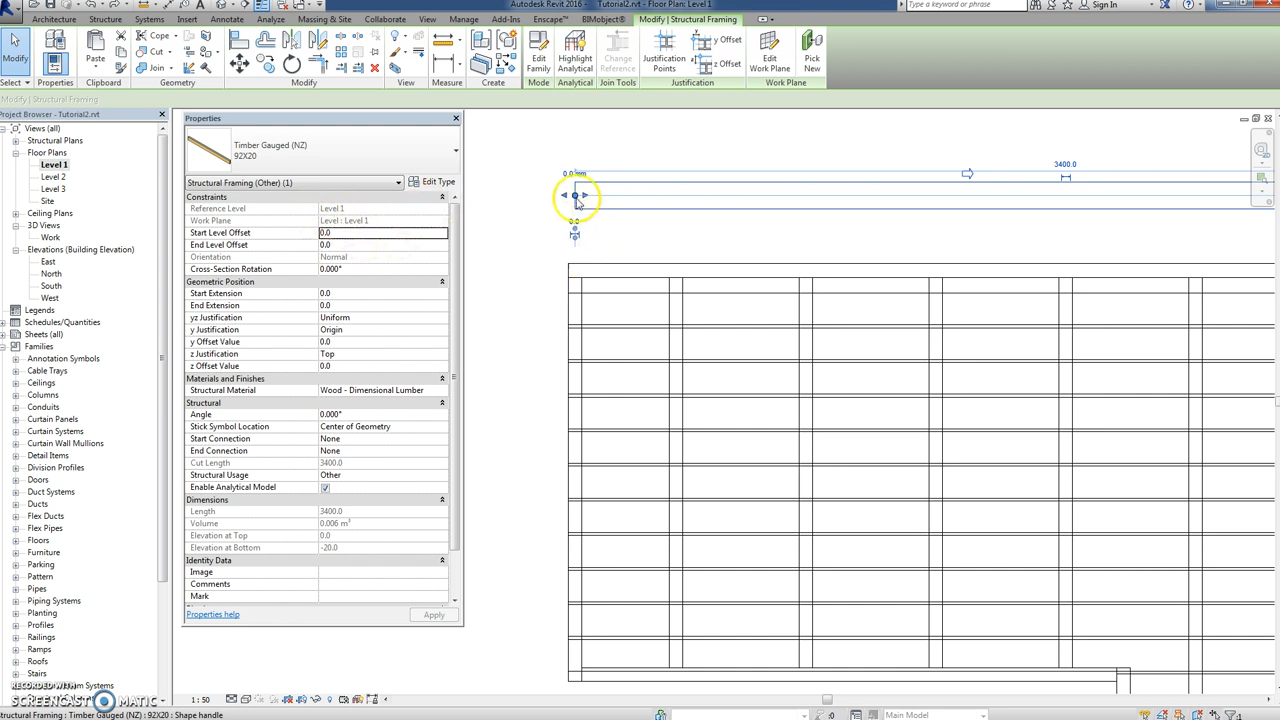 Autodesk Revit 2016 - Tutorial2.rvt - Floor Plan: Level 1
Sign In
Architecture Structure Systems Insert Annotate Analyze Massing & Site Collaborate View Manage Add-Ins Enscape™ BIMobject® Modify | Structural Framing
Modify Paste Cope Cut Join Edit Family Highlight Analytical Change Reference Justification Points y Offset z Offset Edit Work Plane Pick New
Select Properties Clipboard Geometry Modify View Measure Create Mode Analytical Join Tools Justification Work Plane
Modify | Structural Framing
Project Browser - Tutorial2.rvt
Views (all)
Structural Plans
Floor Plans
Level 1
Level 2
Level 3
Site
Ceiling Plans
3D Views
Work
Elevations (Building Elevation)
East
North
South
West
Legends
Schedules/Quantities
Sheets (all)
Families
Annotation Symbols
Cable Trays
Ceilings
Columns
Conduits
Curtain Panels
Curtain Systems
Curtain Wall Mullions
Detail Items
Division Profiles
Doors
Duct Systems
Ducts
Flex Ducts
Flex Pipes
Floors
Furniture
Parking
Pattern
Pipes
Piping Systems
Planting
Profiles
Railings
Ramps
Roofs
Stairs
RECORDED WITH
SCREENCAST MATIC
Properties
Timber Gauged (NZ)
92X20
Structural Framing (Other) (1) Edit Type
Constraints
Reference Level Level 1
Work Plane Level : Level 1
Start Level Offset 0.0
End Level Offset 0.0
Orientation Normal
Cross-Section Rotation 0.000°
Geometric Position
Start Extension 0.0
End Extension 0.0
yz Justification Uniform
y Justification Origin
y Offset Value 0.0
z Justification Top
z Offset Value 0.0
Materials and Finishes
Structural Material Wood - Dimensional Lumber
Structural
Angle 0.000°
Stick Symbol Location Center of Geometry
Start Connection None
End Connection None
Cut Length 3400.0
Structural Usage Other
Enable Analytical Model
Dimensions
Length 3400.0
Volume 0.006 m³
Elevation at Top 0.0
Elevation at Bottom -20.0
Identity Data
Image
Comments
Mark
Properties help Apply
0.0 mm
3400.0
0.0
1 : 50
Structural Framing : Timber Gauged (NZ) : 92X20 : Shape handle
:0 Main Model